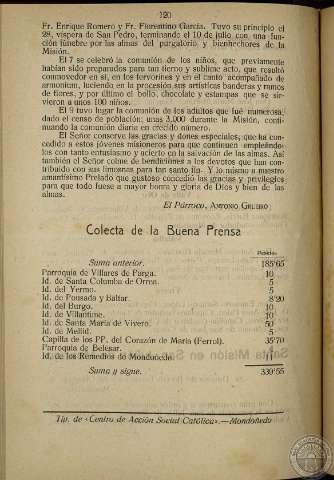 120
Fr. Enrique Romero y Fr. Florentino García. Tuvo su principio el
28, víspera de San Pedro, terminando el 10 de julio con una fun-
ción fúnebre por las almas del purgatorio y bienhechores de la
Misión.
El 7 se celebró la comunión de los niños, que previamente
habían sido preparados para tan tierno y sublime acto, que resultó
conmovedor en sí, en los fervorines y en el canto acompañado de
armonium, luciendo en la procesión sus artísticas banderas y ramos
de flores, y por último el bollo, chocolate y estampas que se sir-
vieron a unos 100 niños.
El 9 tuvo lugar la comunión de los adultos que fué numerosa,
dado el censo de población; unas 3.000 durante la Misión, conti-
nuando la comunión diaria en crecido número.
El Señor conserve las gracias y dones especiales, que ha con-
cedido a estos jóvenes misioneros para que continuen empleándo-
los con tanto entusiasmo y acierto en la salvación de las almas. Así
también el Señor colme de bendiciones a los devotos que han con-
tribuido con sus limosnas para tan santo fin. Y lo mismo a nuestro
amantísimo Prelado que gustoso concedió las gracias y privilegios
para que todo fuese a mayor honra y gloria de Dios y bien de las
almas.
El Párroco, ANTONIO GRUEIRO
Colecta de la Buena Prensa
Pesetas
Suma anterior. 185'65
Parroquia de Villares de Parga. 10
Id. de Santa Columba de Orrea. 5
Id. del Yermo. 5
Id. de Pousada y Baltar. 8'20
Id. del Burgo. 10
Id. de Villantime. 10
Id. de Santa María de Vivero. 50
Id. de Mellid. 5
Capilla de los PP. del Corazón de María (Ferrol). 35'70
Parroquia de Belesar.
Id. de los Remedios de Mondoñedo. 11
Suma y sigue. 339'55
Tip. de «Centro de Acción Social Católica».—Mondoñedo